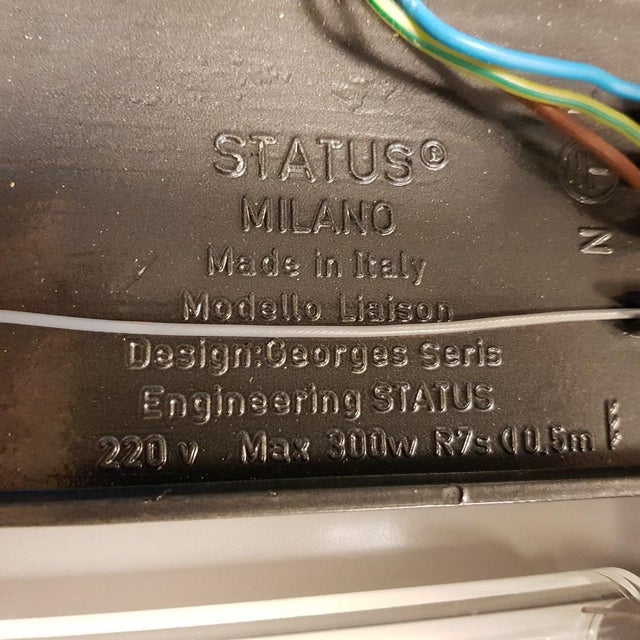 STATUS®
MILANO
Made in Italy
Modello Liaison
Design:Georges Seris
Engineering STATUS
220 v Max 300w R7s 0,5m
N